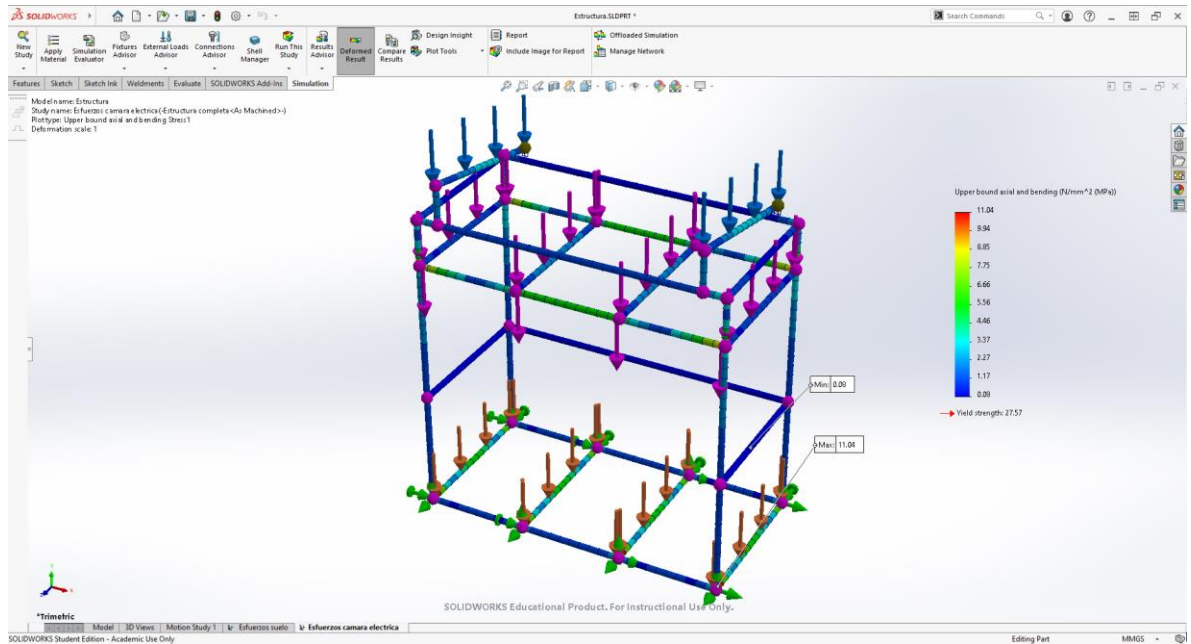 SOLIDWORKS
Estructura.SLDPRT *
Search Commands
New Study
Apply Material
Simulation Evaluator
Fixtures Advisor
External Loads Advisor
Connections Advisor
Shell Manager
Run This Study
Results Advisor
Deformed Result
Compare Results
Design Insight
Plot Tools
Report
Include Image for Report
Offloaded Simulation
Manage Network
Features Sketch Sketch Ink Weldments Evaluate SOLIDWORKS Add-Ins Simulation
Model name: Estructura
Study name: Esfuerzos camara electrica(-Estructura completa<As Machined>-)
Plot type: Upper bound axial and bending Stress1
Deformation scale: 1
Upper bound axial and bending (N/mm^2 (MPa))
11.04
9.94
8.85
7.75
6.66
5.56
4.46
3.37
2.27
1.17
0.08
Yield strength: 27.57
Min: 0.08
Max: 11.04
SOLIDWORKS Educational Product. For Instructional Use Only.
*Trimetric
Model 3D Views Motion Study 1 Esfuerzos suelo Esfuerzos camara electrica
SOLIDWORKS Student Edition - Academic Use Only
Editing Part
MMGS